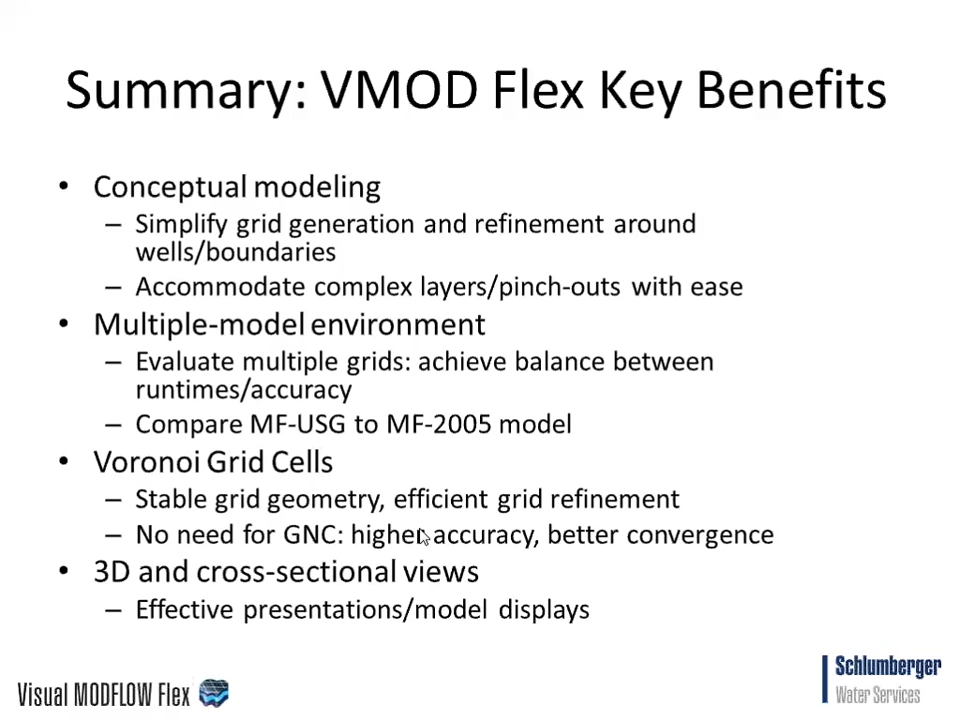 Summary: VMOD Flex Key Benefits
• Conceptual modeling
– Simplify grid generation and refinement around
wells/boundaries
– Accommodate complex layers/pinch-outs with ease
• Multiple-model environment
– Evaluate multiple grids: achieve balance between
runtimes/accuracy
– Compare MF-USG to MF-2005 model
• Voronoi Grid Cells
– Stable grid geometry, efficient grid refinement
– No need for GNC: higher accuracy, better convergence
• 3D and cross-sectional views
– Effective presentations/model displays
Visual MODFLOW Flex
Schlumberger
Water Services